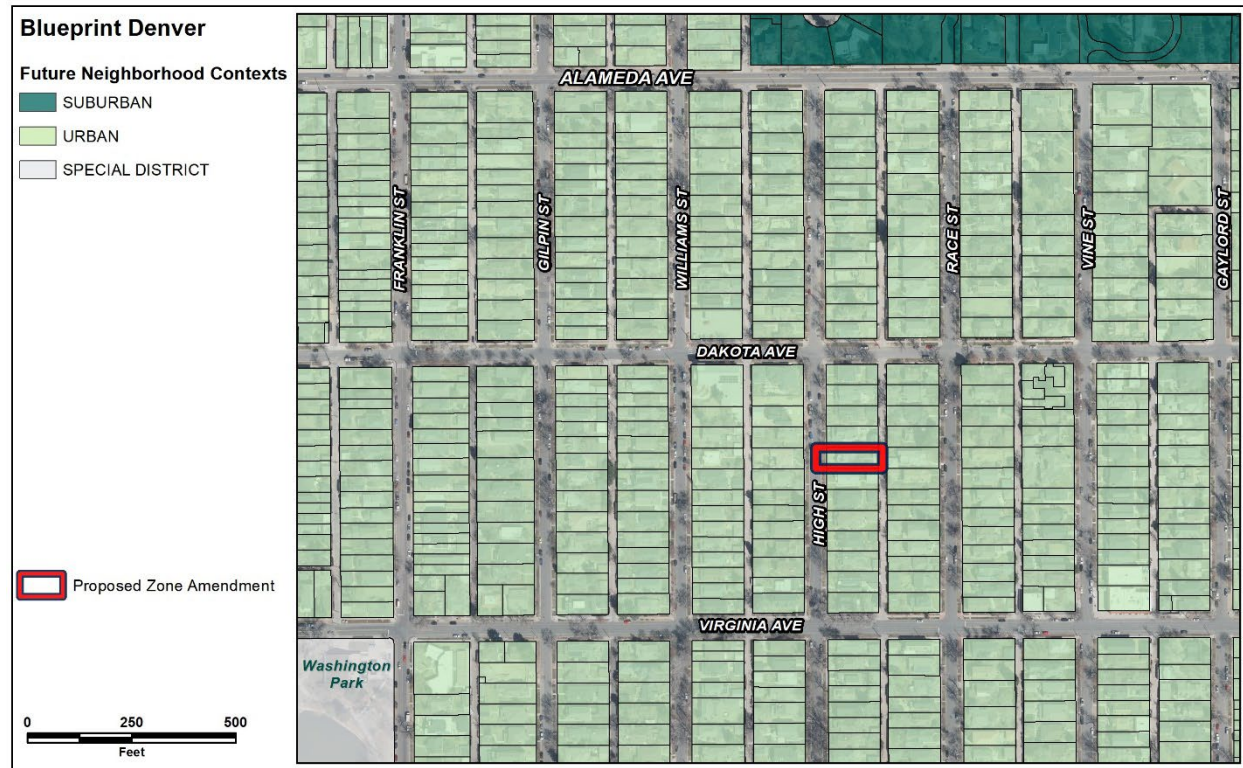 Blueprint Denver
Future Neighborhood Contexts
SUBURBAN
URBAN
SPECIAL DISTRICT
Proposed Zone Amendment
0 250 500
Feet
ALAMEDA AVE
FRANKLIN ST
GILPIN ST
WILLIAMS ST
RACE ST
VINE ST
GAYLORD ST
DAKOTA AVE
HIGH ST
VIRGINIA AVE
Washington
Park